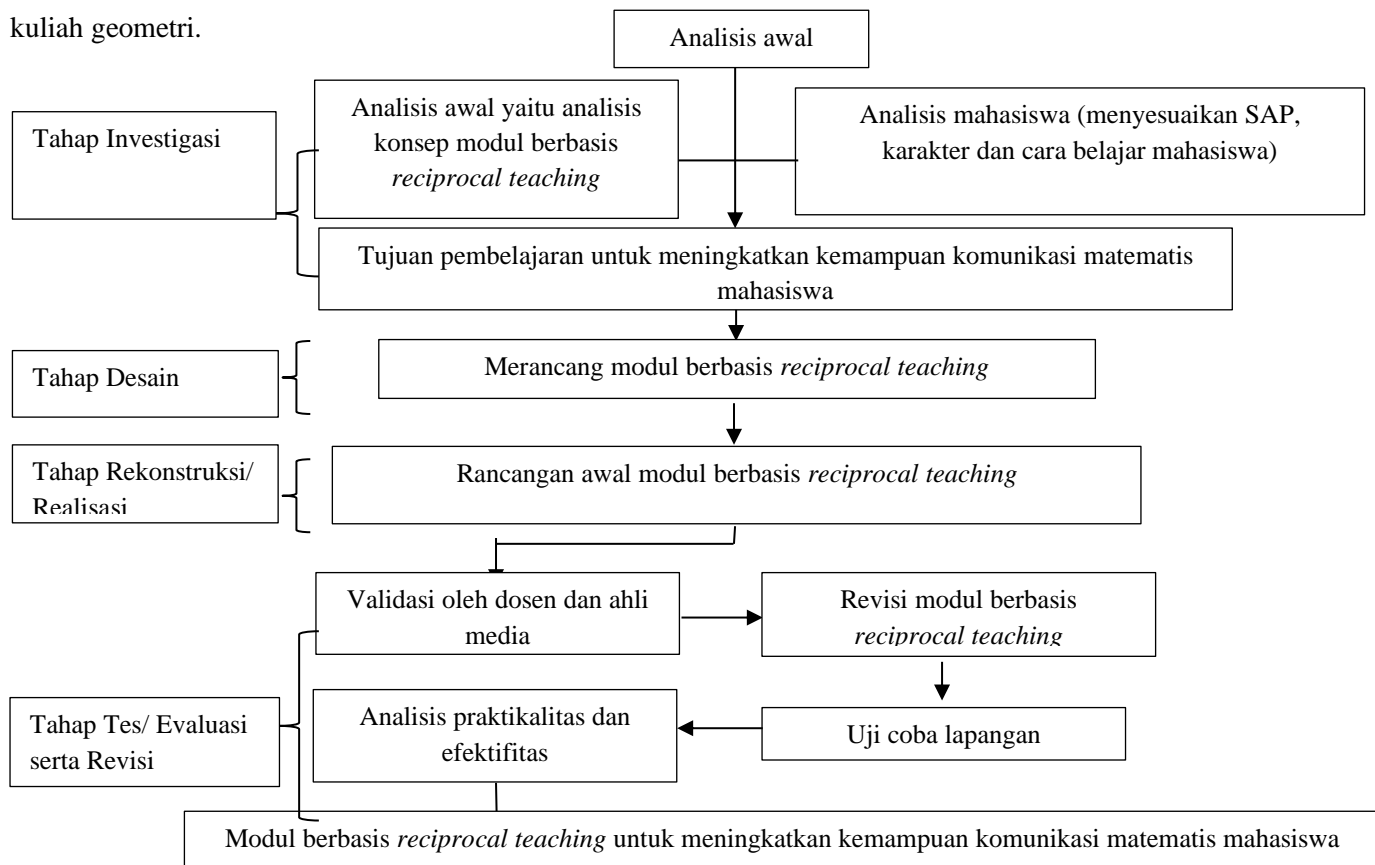 kuliah geometri.
Analisis awal
Tahap Investigasi
Analisis awal yaitu analisis
konsep modul berbasis
reciprocal teaching
Analisis mahasiswa (menyesuaikan SAP,
karakter dan cara belajar mahasiswa)
Tujuan pembelajaran untuk meningkatkan kemampuan komunikasi matematis
mahasiswa
Tahap Desain
Merancang modul berbasis reciprocal teaching
Tahap Rekonstruksi/
Realisasi
Rancangan awal modul berbasis reciprocal teaching
Validasi oleh dosen dan ahli
media
Revisi modul berbasis
reciprocal teaching
Tahap Tes/ Evaluasi
serta Revisi
Analisis praktikalitas dan
efektifitas
Uji coba lapangan
Modul berbasis reciprocal teaching untuk meningkatkan kemampuan komunikasi matematis mahasiswa